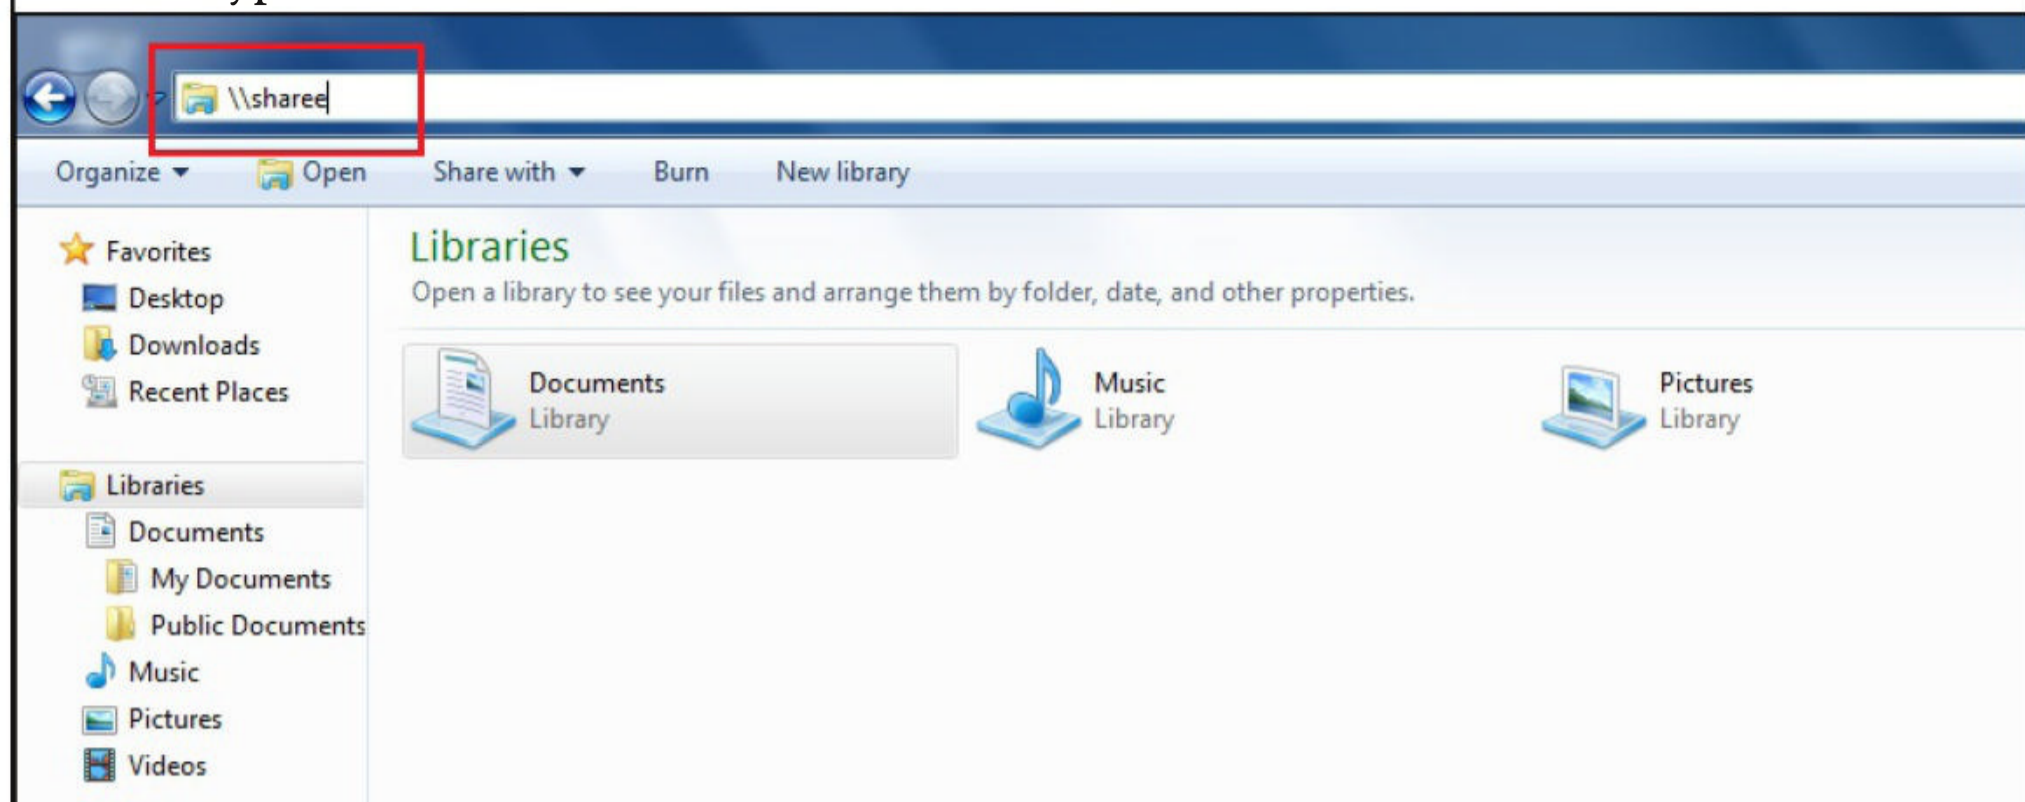 \\sharee
Organize Open Share with Burn New library
Favorites
Desktop
Downloads
Recent Places
Libraries
Documents
My Documents
Public Documents
Music
Pictures
Videos
Libraries
Open a library to see your files and arrange them by folder, date, and other properties.
Documents
Library
Music
Library
Pictures
Library